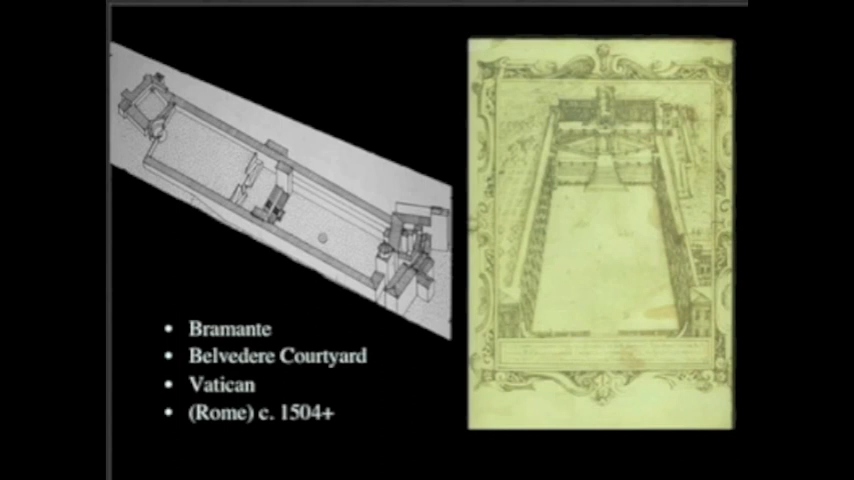 Bramante
Belvedere Courtyard
Vatican
(Rome) c. 1504+